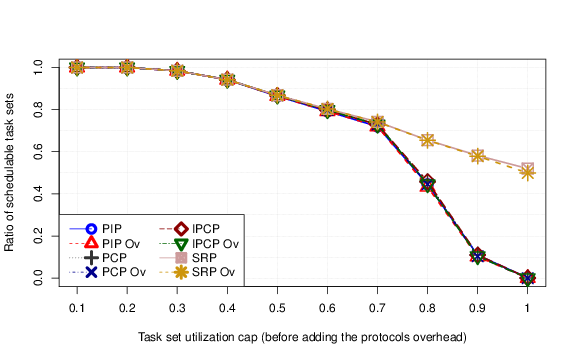 Ratio of schedulable task sets
1.0
0.8
0.6
0.4
0.2
0.0
PIP
PIP Ov
PCP
PCP Ov
IPCP
IPCP Ov
SRP
SRP Ov
0.1 0.2 0.3 0.4 0.5 0.6 0.7 0.8 0.9 1
Task set utilization cap (before adding the protocols overhead)